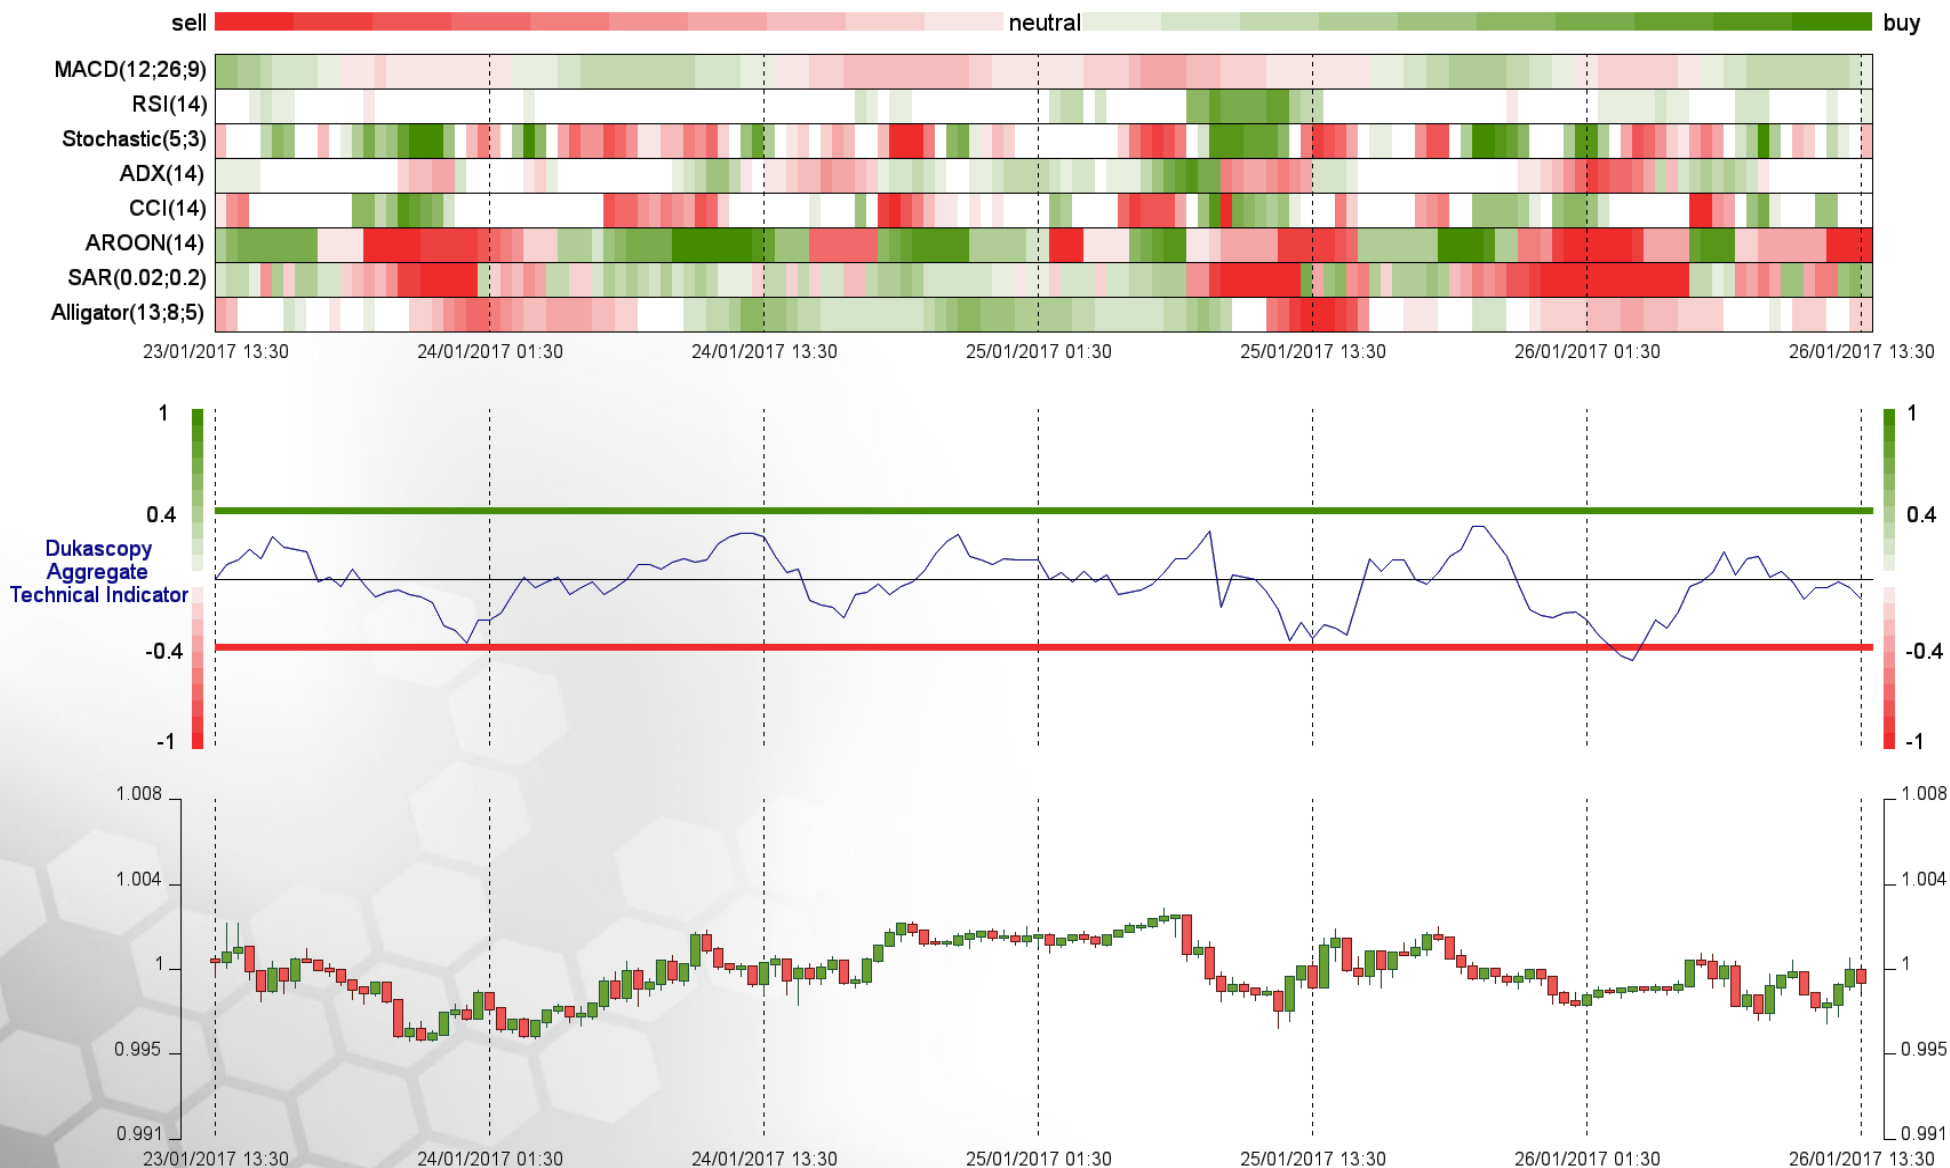 sell neutral buy
MACD(12;26;9)
RSI(14)
Stochastic(5;3)
ADX(14)
CCI(14)
AROON(14)
SAR(0.02;0.2)
Alligator(13;8;5)
23/01/2017 13:30 24/01/2017 01:30 24/01/2017 13:30 25/01/2017 01:30 25/01/2017 13:30 26/01/2017 01:30 26/01/2017 13:30
1 1
0.4 0.4
Dukascopy
Aggregate
Technical Indicator
-0.4 -0.4
-1 -1
1.008 1.008
1.004 1.004
1 1
0.995 0.995
0.991 0.991
23/01/2017 13:30 24/01/2017 01:30 24/01/2017 13:30 25/01/2017 01:30 25/01/2017 13:30 26/01/2017 01:30 26/01/2017 13:30